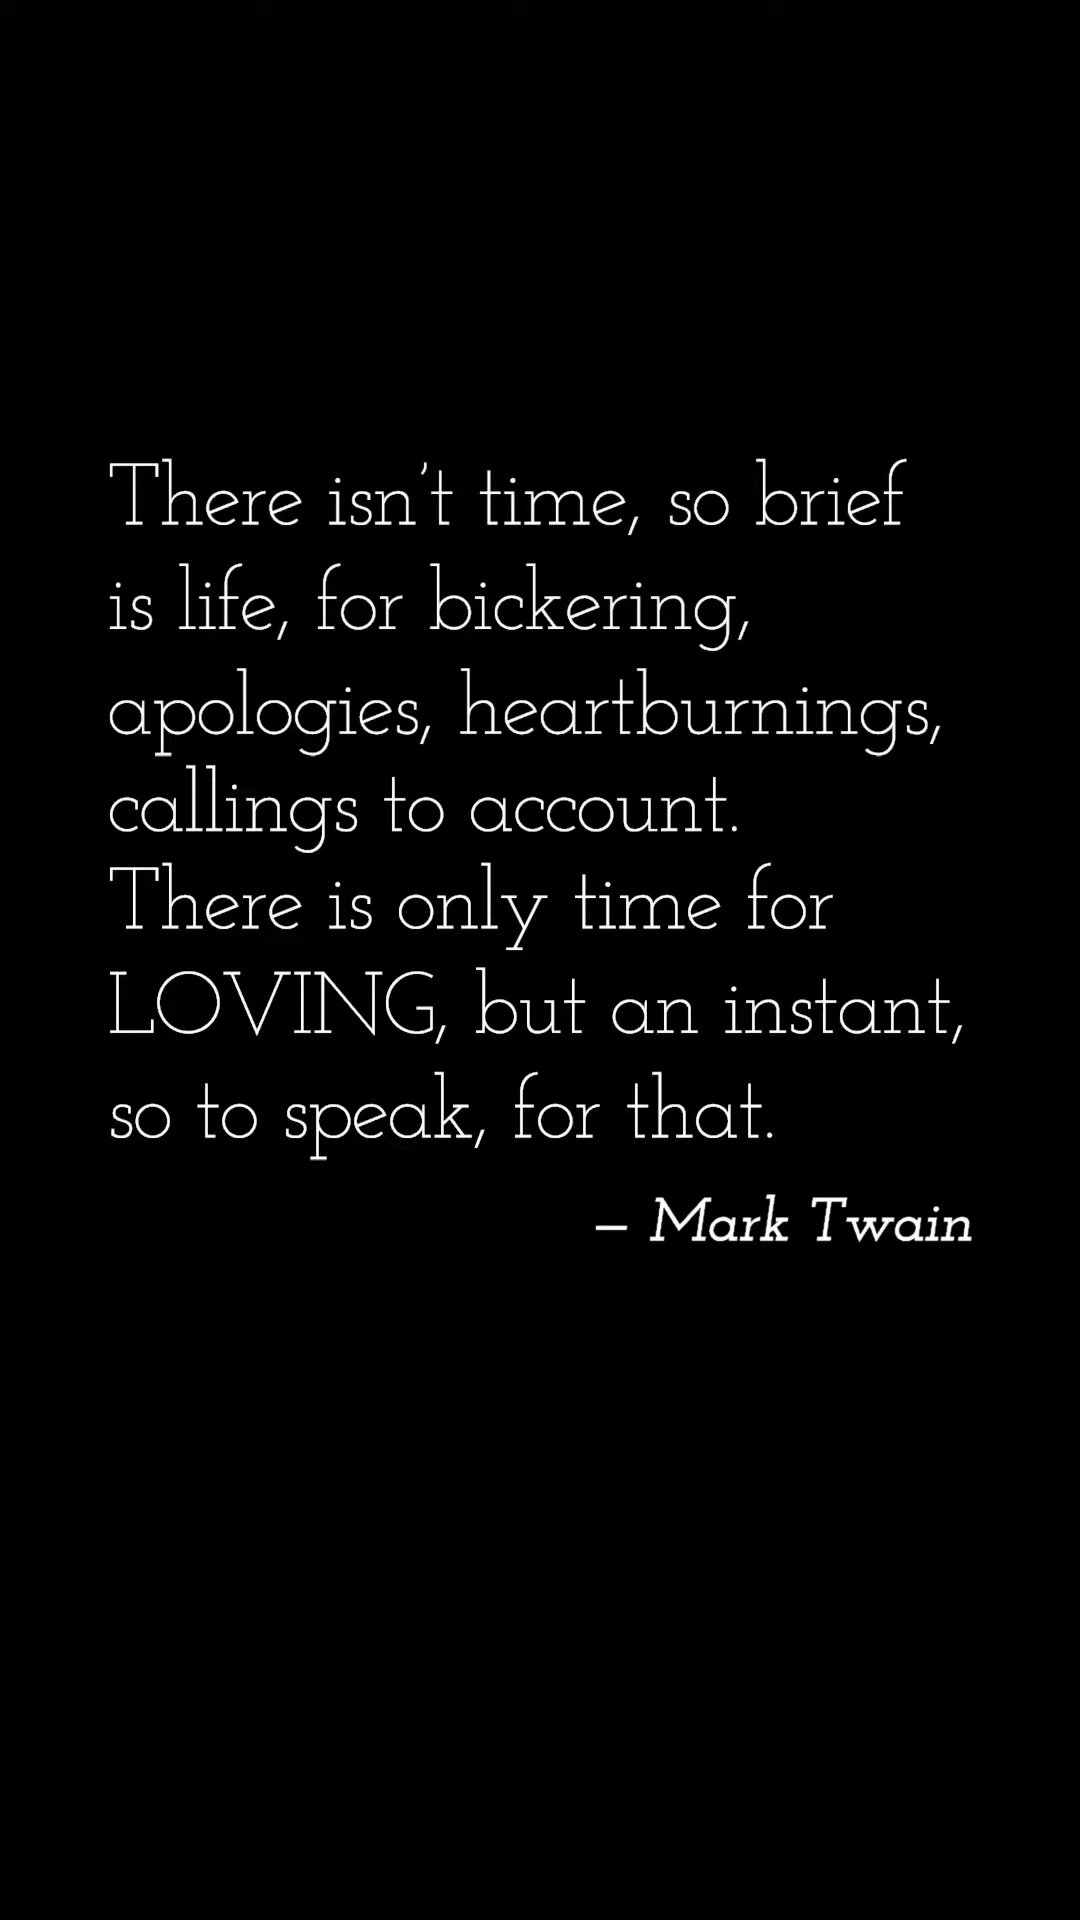 There isn't time, so brief
is life, for bickering,
apologies, heartburnings,
callings to account.
There is only time for
LOVING, but an instant,
so to speak, for that.
– Mark Twain